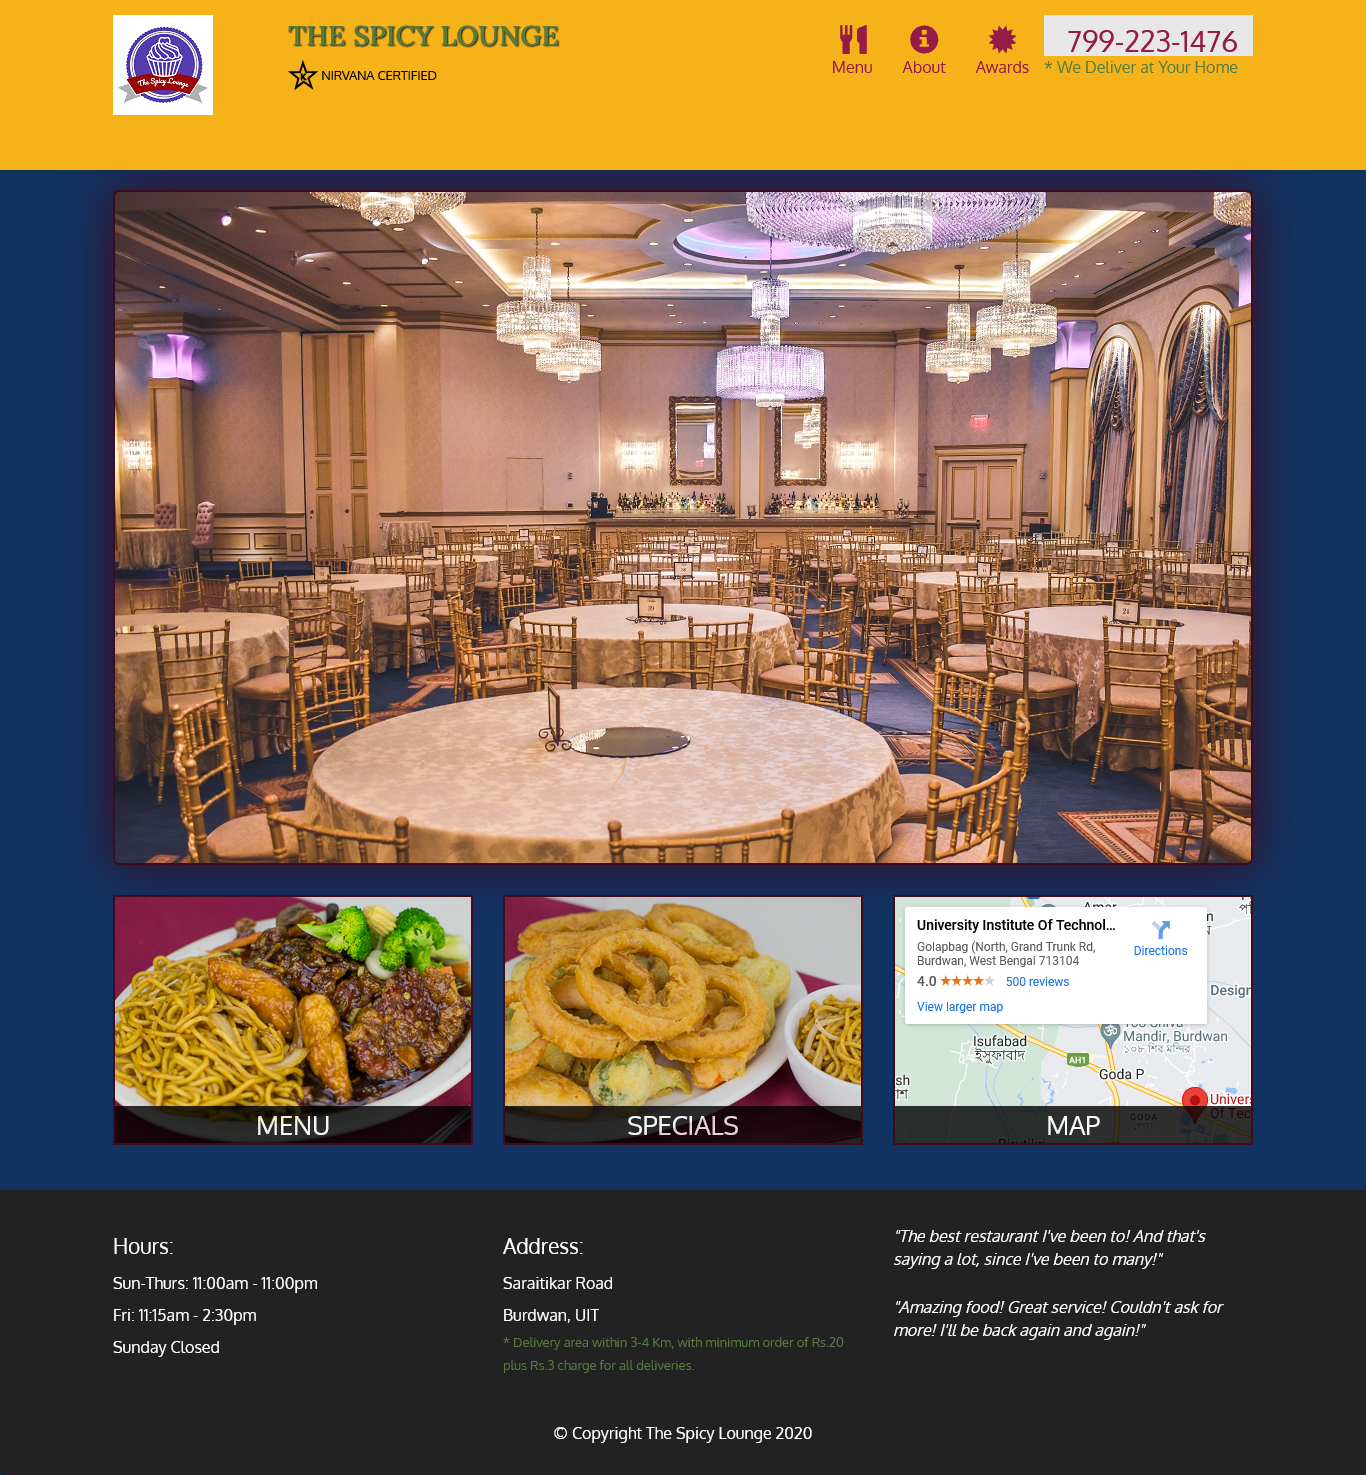 The Spicy Lounge
THE SPICY LOUNGE
K NIRVANA CERTIFIED
Menu
About
Awards
799-223-1476
* We Deliver at Your Home
39
24
MENU
SPECIALS
University Institute Of Technol...
Golapbag (North, Grand Trunk Rd,
Burdwan, West Bengal 713104
4.0
500 reviews
View larger map
Directions
Design
Mandir, Burdwan
১০৮ শিব মন্দির
Isufabad
ইসুফাবাদ
AH1
Goda P
GODA
গোদা
MAP
Hours:
Sun-Thurs: 11:00am - 11:00pm
Fri: 11:15am - 2:30pm
Sunday Closed
Address:
Saraitikar Road
Burdwan, UIT
* Delivery area within 3-4 Km, with minimum order of Rs.20
plus Rs.3 charge for all deliveries.
"The best restaurant I've been to! And that's
saying a lot, since I've been to many!"
"Amazing food! Great service! Couldn't ask for
more! I'll be back again and again!"
© Copyright The Spicy Lounge 2020